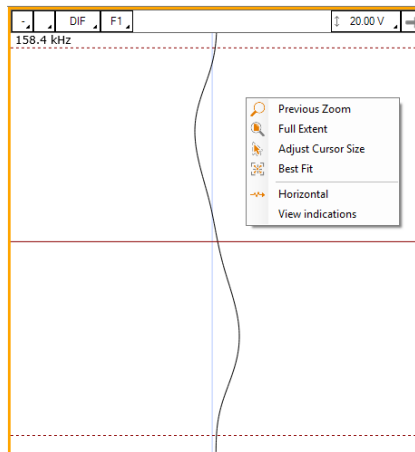 - DIF F1 20.00 V
158.4 kHz
Previous Zoom
Full Extent
Adjust Cursor Size
Best Fit
Horizontal
View indications